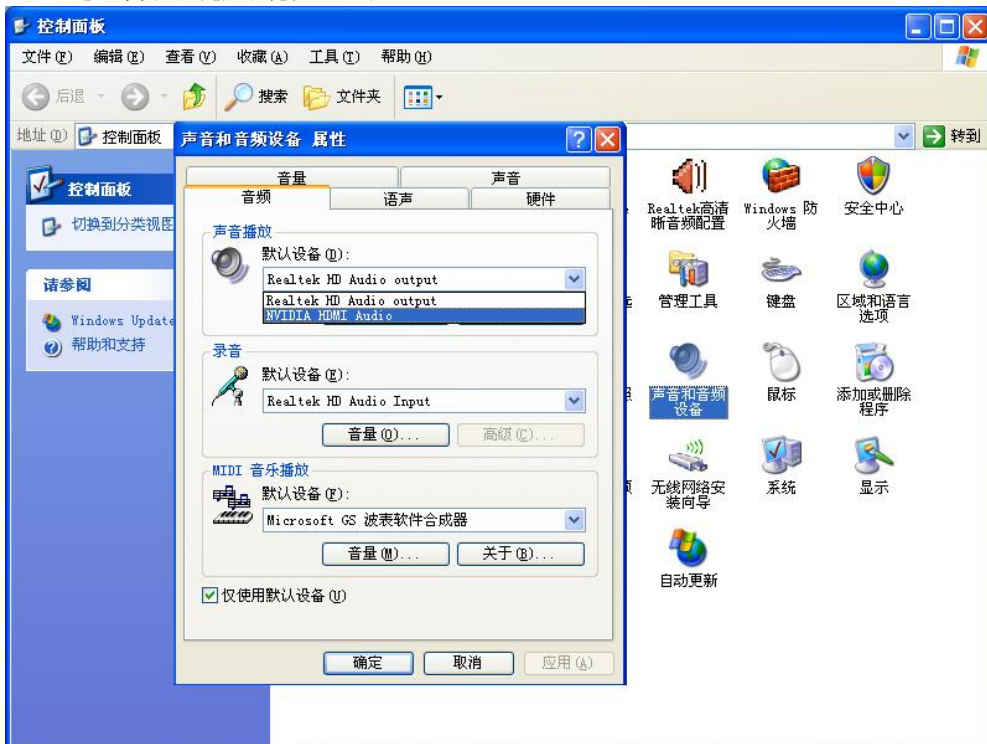 控制面板
文件(F) 编辑(E) 查看(V) 收藏(A) 工具(T) 帮助(H)
后退 搜索 文件夹
地址(D) 控制面板 转到
控制面板
切换到分类视图
请参阅
Windows Update
帮助和支持
声音和音频设备 属性
音量 声音
音频 语声 硬件
声音播放
默认设备(D):
Realtek HD Audio output
Realtek HD Audio output
NVIDIA HDMI Audio
录音
默认设备(E):
Realtek HD Audio Input
音量(O)... 高级(C)...
MIDI 音乐播放
默认设备(F):
Microsoft GS 波表软件合成器
音量(M)... 关于(B)...
仅使用默认设备(U)
确定 取消 应用(A)
Realtek高清
晰音频配置
Windows 防
火墙
安全中心
管理工具
键盘
区域和语言
选项
声音和音频
设备
鼠标
添加或删除
程序
无线网络安
装向导
系统
显示
自动更新